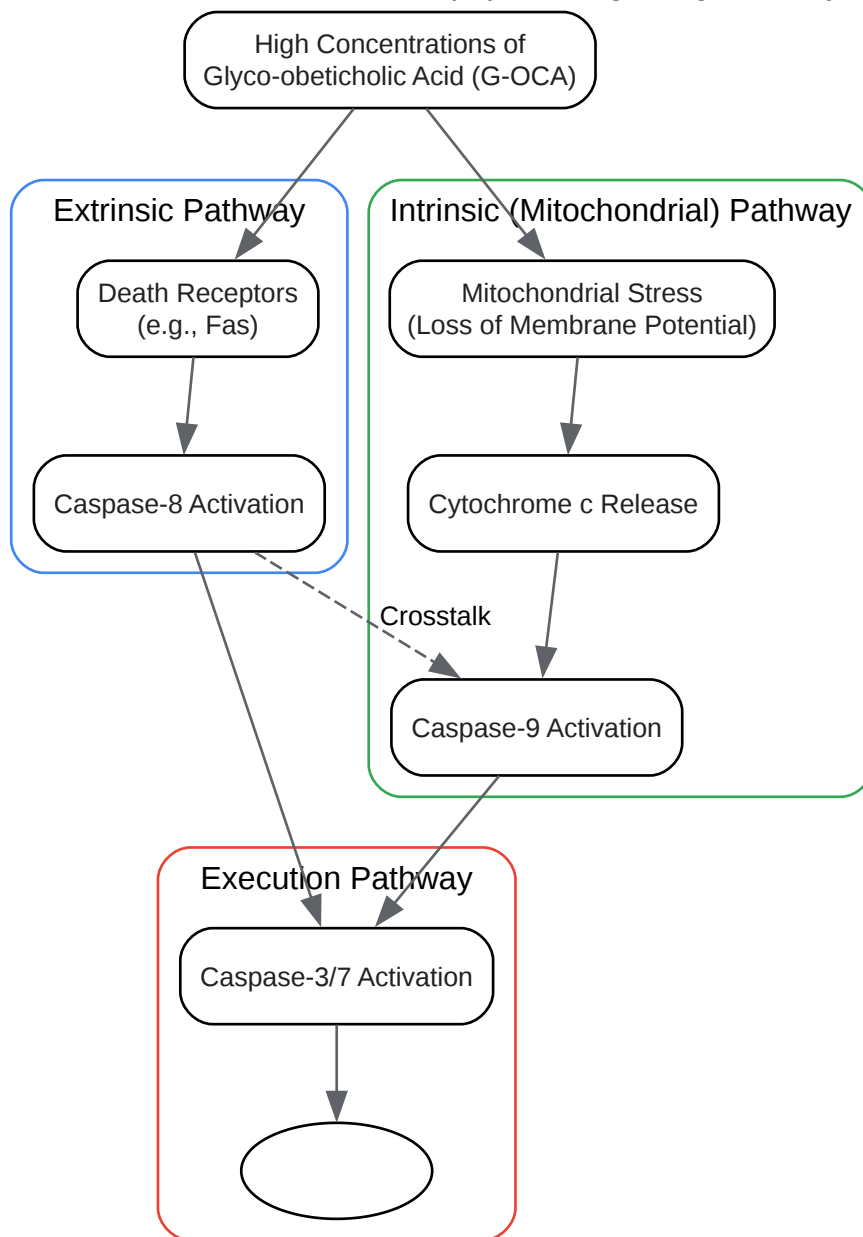 High Concentrations of
Glyco-obeticholic Acid (G-OCA)
Extrinsic Pathway
Intrinsic (Mitochondrial) Pathway
Death Receptors
(e.g., Fas)
Mitochondrial Stress
(Loss of Membrane Potential)
Caspase-8 Activation
Cytochrome c Release
Crosstalk
Caspase-9 Activation
Execution Pathway
Caspase-3/7 Activation